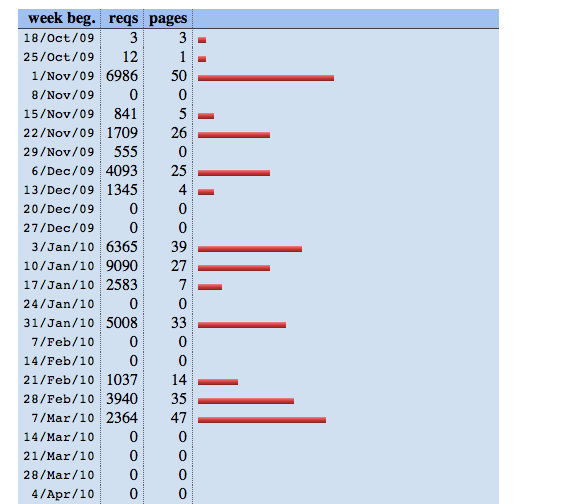 week beg. reqs pages
18/Oct/09 3 3
25/Oct/09 12 1
1/Nov/09 6986 50
8/Nov/09 0 0
15/Nov/09 841 5
22/Nov/09 1709 26
29/Nov/09 555 0
6/Dec/09 4093 25
13/Dec/09 1345 4
20/Dec/09 0 0
27/Dec/09 0 0
3/Jan/10 6365 39
10/Jan/10 9090 27
17/Jan/10 2583 7
24/Jan/10 0 0
31/Jan/10 5008 33
7/Feb/10 0 0
14/Feb/10 0 0
21/Feb/10 1037 14
28/Feb/10 3940 35
7/Mar/10 2364 47
14/Mar/10 0 0
21/Mar/10 0 0
28/Mar/10 0 0
4/Apr/10 0 0